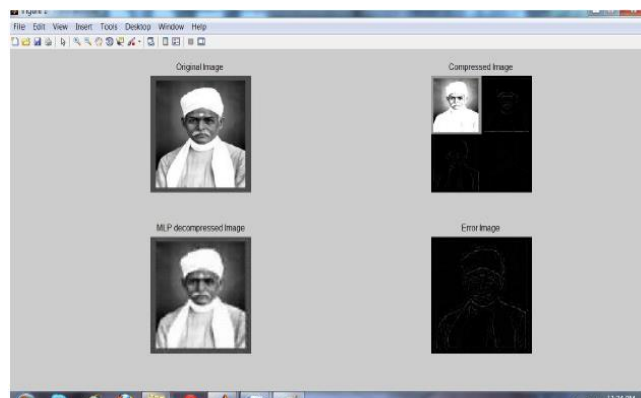 File Edit View Insert Tools Desktop Window Help
Original Image
Compressed Image
MLP decompressed Image
Error Image